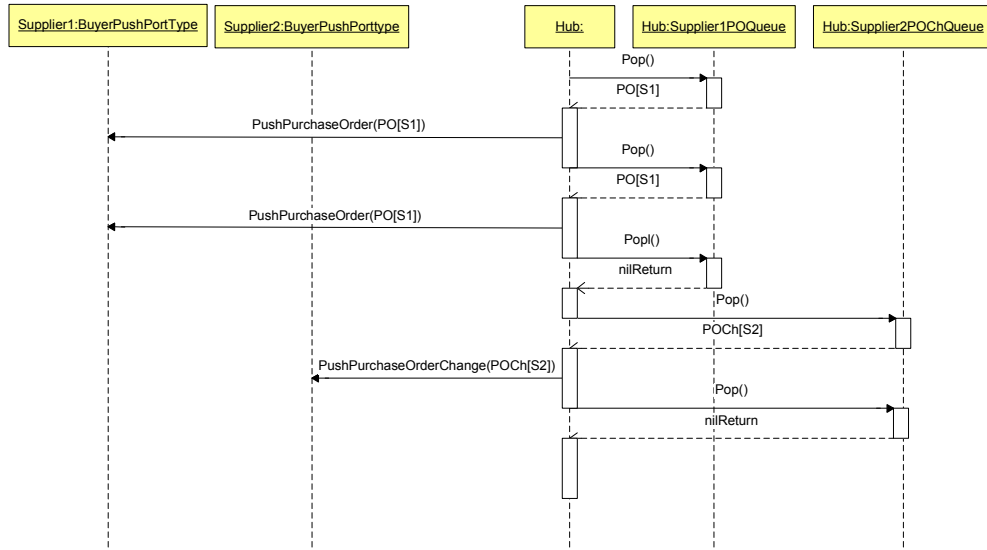 Supplier1:BuyerPushPortType
Supplier2:BuyerPushPorttype
Hub:
Hub:Supplier1POQueue
Hub:Supplier2POChQueue
Pop()
PO[S1]
PushPurchaseOrder(PO[S1])
Pop()
PO[S1]
PushPurchaseOrder(PO[S1])
Popl()
nilReturn
Pop()
POCh[S2]
PushPurchaseOrderChange(POCh[S2])
Pop()
nilReturn